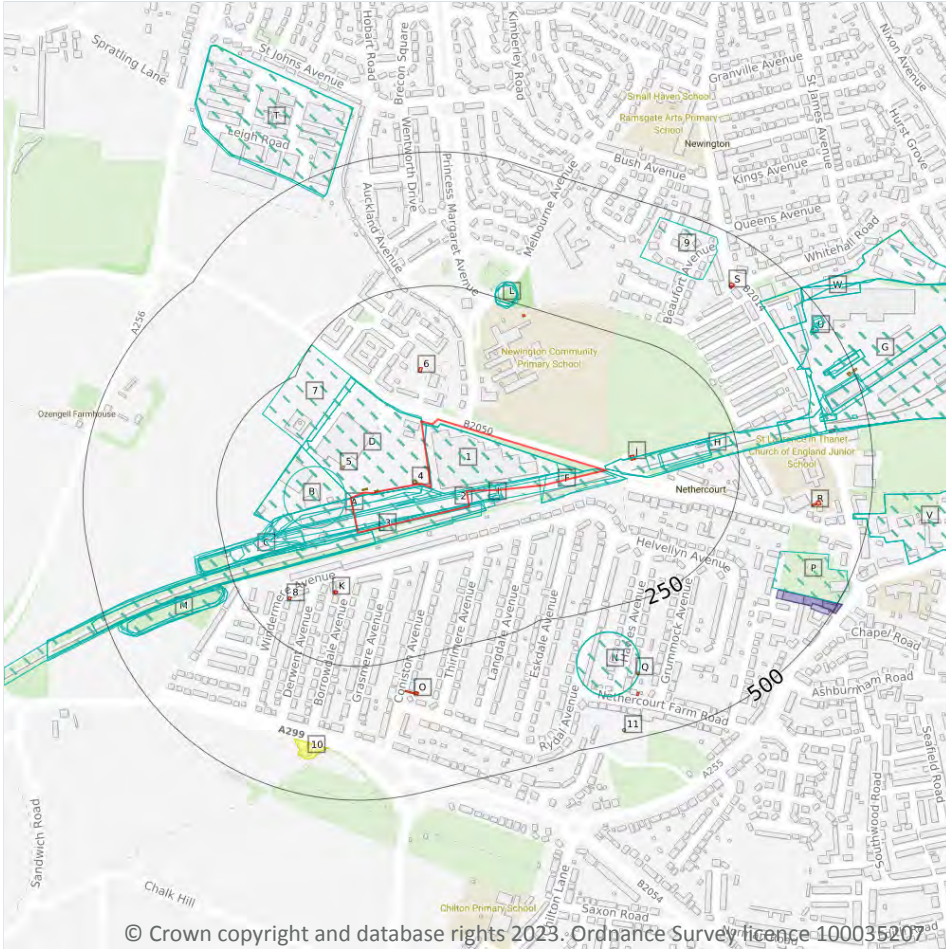 Spratling Lane
St Johns Avenue
Hobart Road
Brecon Square
Kimberley Road
Nixon Avenue
Granville Avenue
St James Avenue
Small Haven School
Ramsgate Arts Primary
School
Newington
Hurst Grove
T
Leigh Road
Wentworth Drive
Princess Margaret Avenue
Melbourne Avenue
Bush Avenue
Kings Avenue
Auckland Avenue
Queens Avenue
Whitehall Road
9
Beaufort Avenue
S
B2014
W
L
A256
U
G
Newington Community
Primary School
6
7
Ozengell Farmhouse
B2050
D
1
H
St Laurence in Thanet
Church of England Junior
School
I
5
4
F
B
2
Nethercourt
A
R
V
3
C
Helvellyn Avenue
P
Windermere Avenue
8
K
250
M
Derwent Avenue
Borrowdale Avenue
Grasmere Avenue
Coniston Avenue
Thirlmere Avenue
Langdale Avenue
Eskdale Avenue
Grummock Avenue
Chapel Road
N
Q
O
500
Ashburnham Road
Nethercourt Farm Road
Rydal Avenue
11
A299
10
A255
Seafield Road
Southwood Road
Sandwich Road
Chalk Hill
Chilton Primary School
Chilton Lane
B2054
Saxon Road
© Crown copyright and database rights 2023. Ordnance Survey licence 100035207